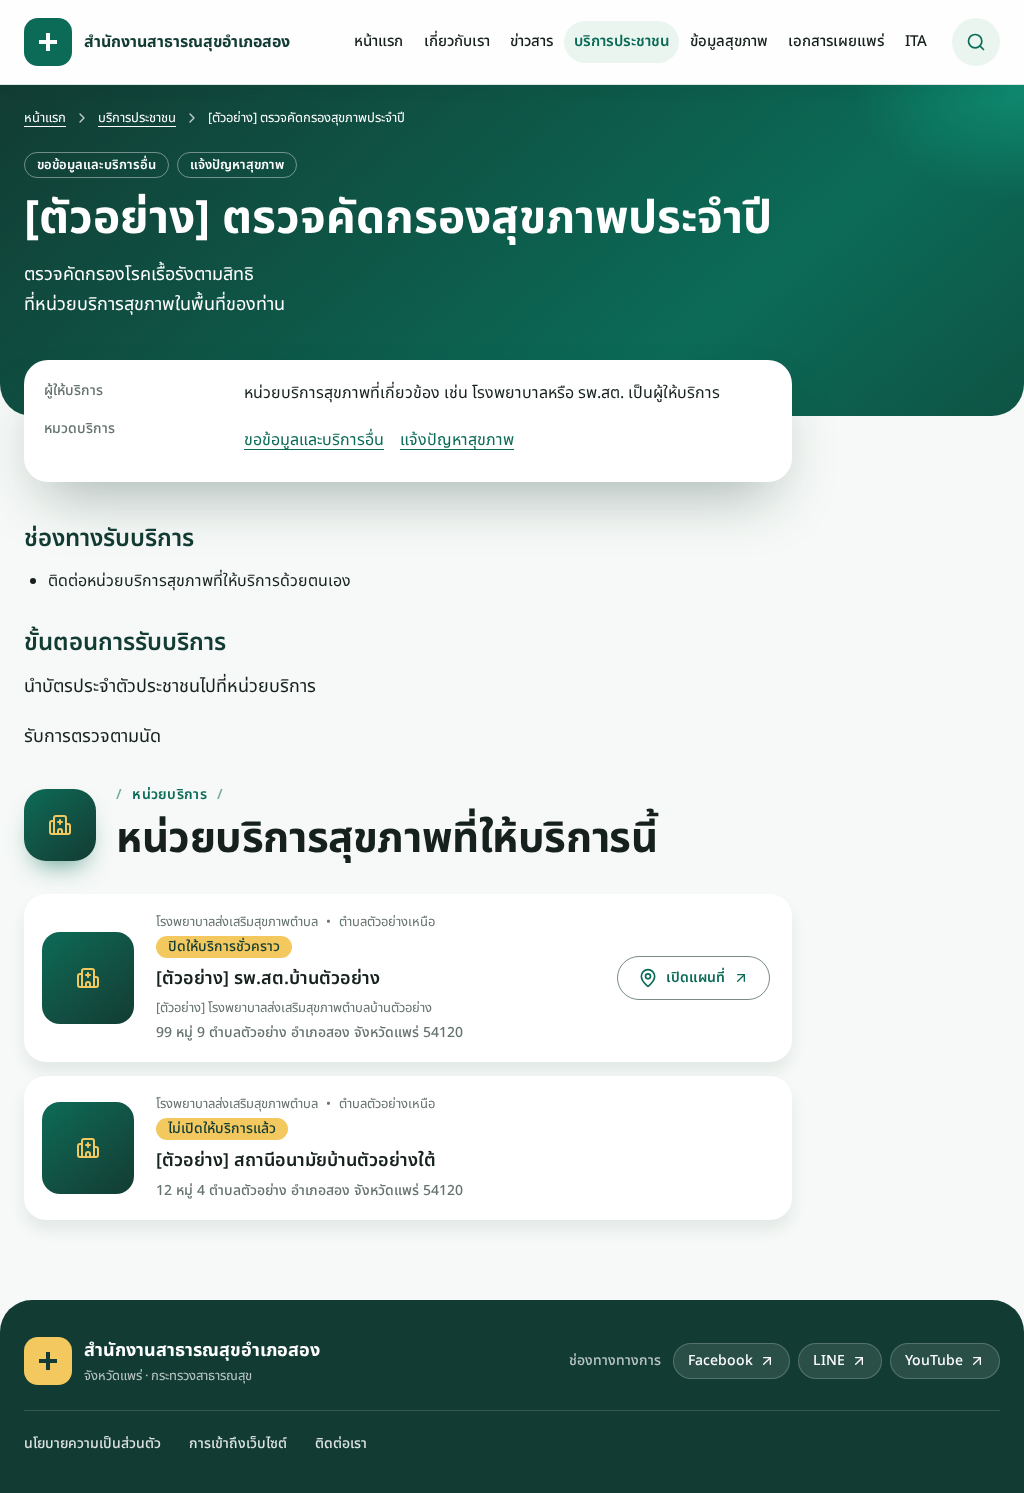 สำนักงานสาธารณสุขอำเภอสอง
หน้าแรก เกี่ยวกับเรา ข่าวสาร บริการประชาชน ข้อมูลสุขภาพ เอกสารเผยแพร่ ITA
หน้าแรก บริการประชาชน [ตัวอย่าง] ตรวจคัดกรองสุขภาพประจำปี
ขอข้อมูลและบริการอื่น แจ้งปัญหาสุขภาพ
[ตัวอย่าง] ตรวจคัดกรองสุขภาพประจำปี
ตรวจคัดกรองโรคเรื้อรังตามสิทธิ
ที่หน่วยบริการสุขภาพในพื้นที่ของท่าน
ผู้ให้บริการ หน่วยบริการสุขภาพที่เกี่ยวข้อง เช่น โรงพยาบาลหรือ รพ.สต. เป็นผู้ให้บริการ
หมวดบริการ ขอข้อมูลและบริการอื่น แจ้งปัญหาสุขภาพ
ช่องทางรับบริการ
• ติดต่อหน่วยบริการสุขภาพที่ให้บริการด้วยตนเอง
ขั้นตอนการรับบริการ
นำบัตรประจำตัวประชาชนไปที่หน่วยบริการ
รับการตรวจตามนัด
/ หน่วยบริการ /
หน่วยบริการสุขภาพที่ให้บริการนี้
โรงพยาบาลส่งเสริมสุขภาพตำบล • ตำบลตัวอย่างเหนือ
ปิดให้บริการชั่วคราว
[ตัวอย่าง] รพ.สต.บ้านตัวอย่าง
[ตัวอย่าง] โรงพยาบาลส่งเสริมสุขภาพตำบลบ้านตัวอย่าง
99 หมู่ 9 ตำบลตัวอย่าง อำเภอสอง จังหวัดแพร่ 54120
เปิดแผนที่
โรงพยาบาลส่งเสริมสุขภาพตำบล • ตำบลตัวอย่างเหนือ
ไม่เปิดให้บริการแล้ว
[ตัวอย่าง] สถานีอนามัยบ้านตัวอย่างใต้
12 หมู่ 4 ตำบลตัวอย่าง อำเภอสอง จังหวัดแพร่ 54120
สำนักงานสาธารณสุขอำเภอสอง
จังหวัดแพร่ · กระทรวงสาธารณสุข
ช่องทางทางการ Facebook LINE YouTube
นโยบายความเป็นส่วนตัว การเข้าถึงเว็บไซต์ ติดต่อเรา